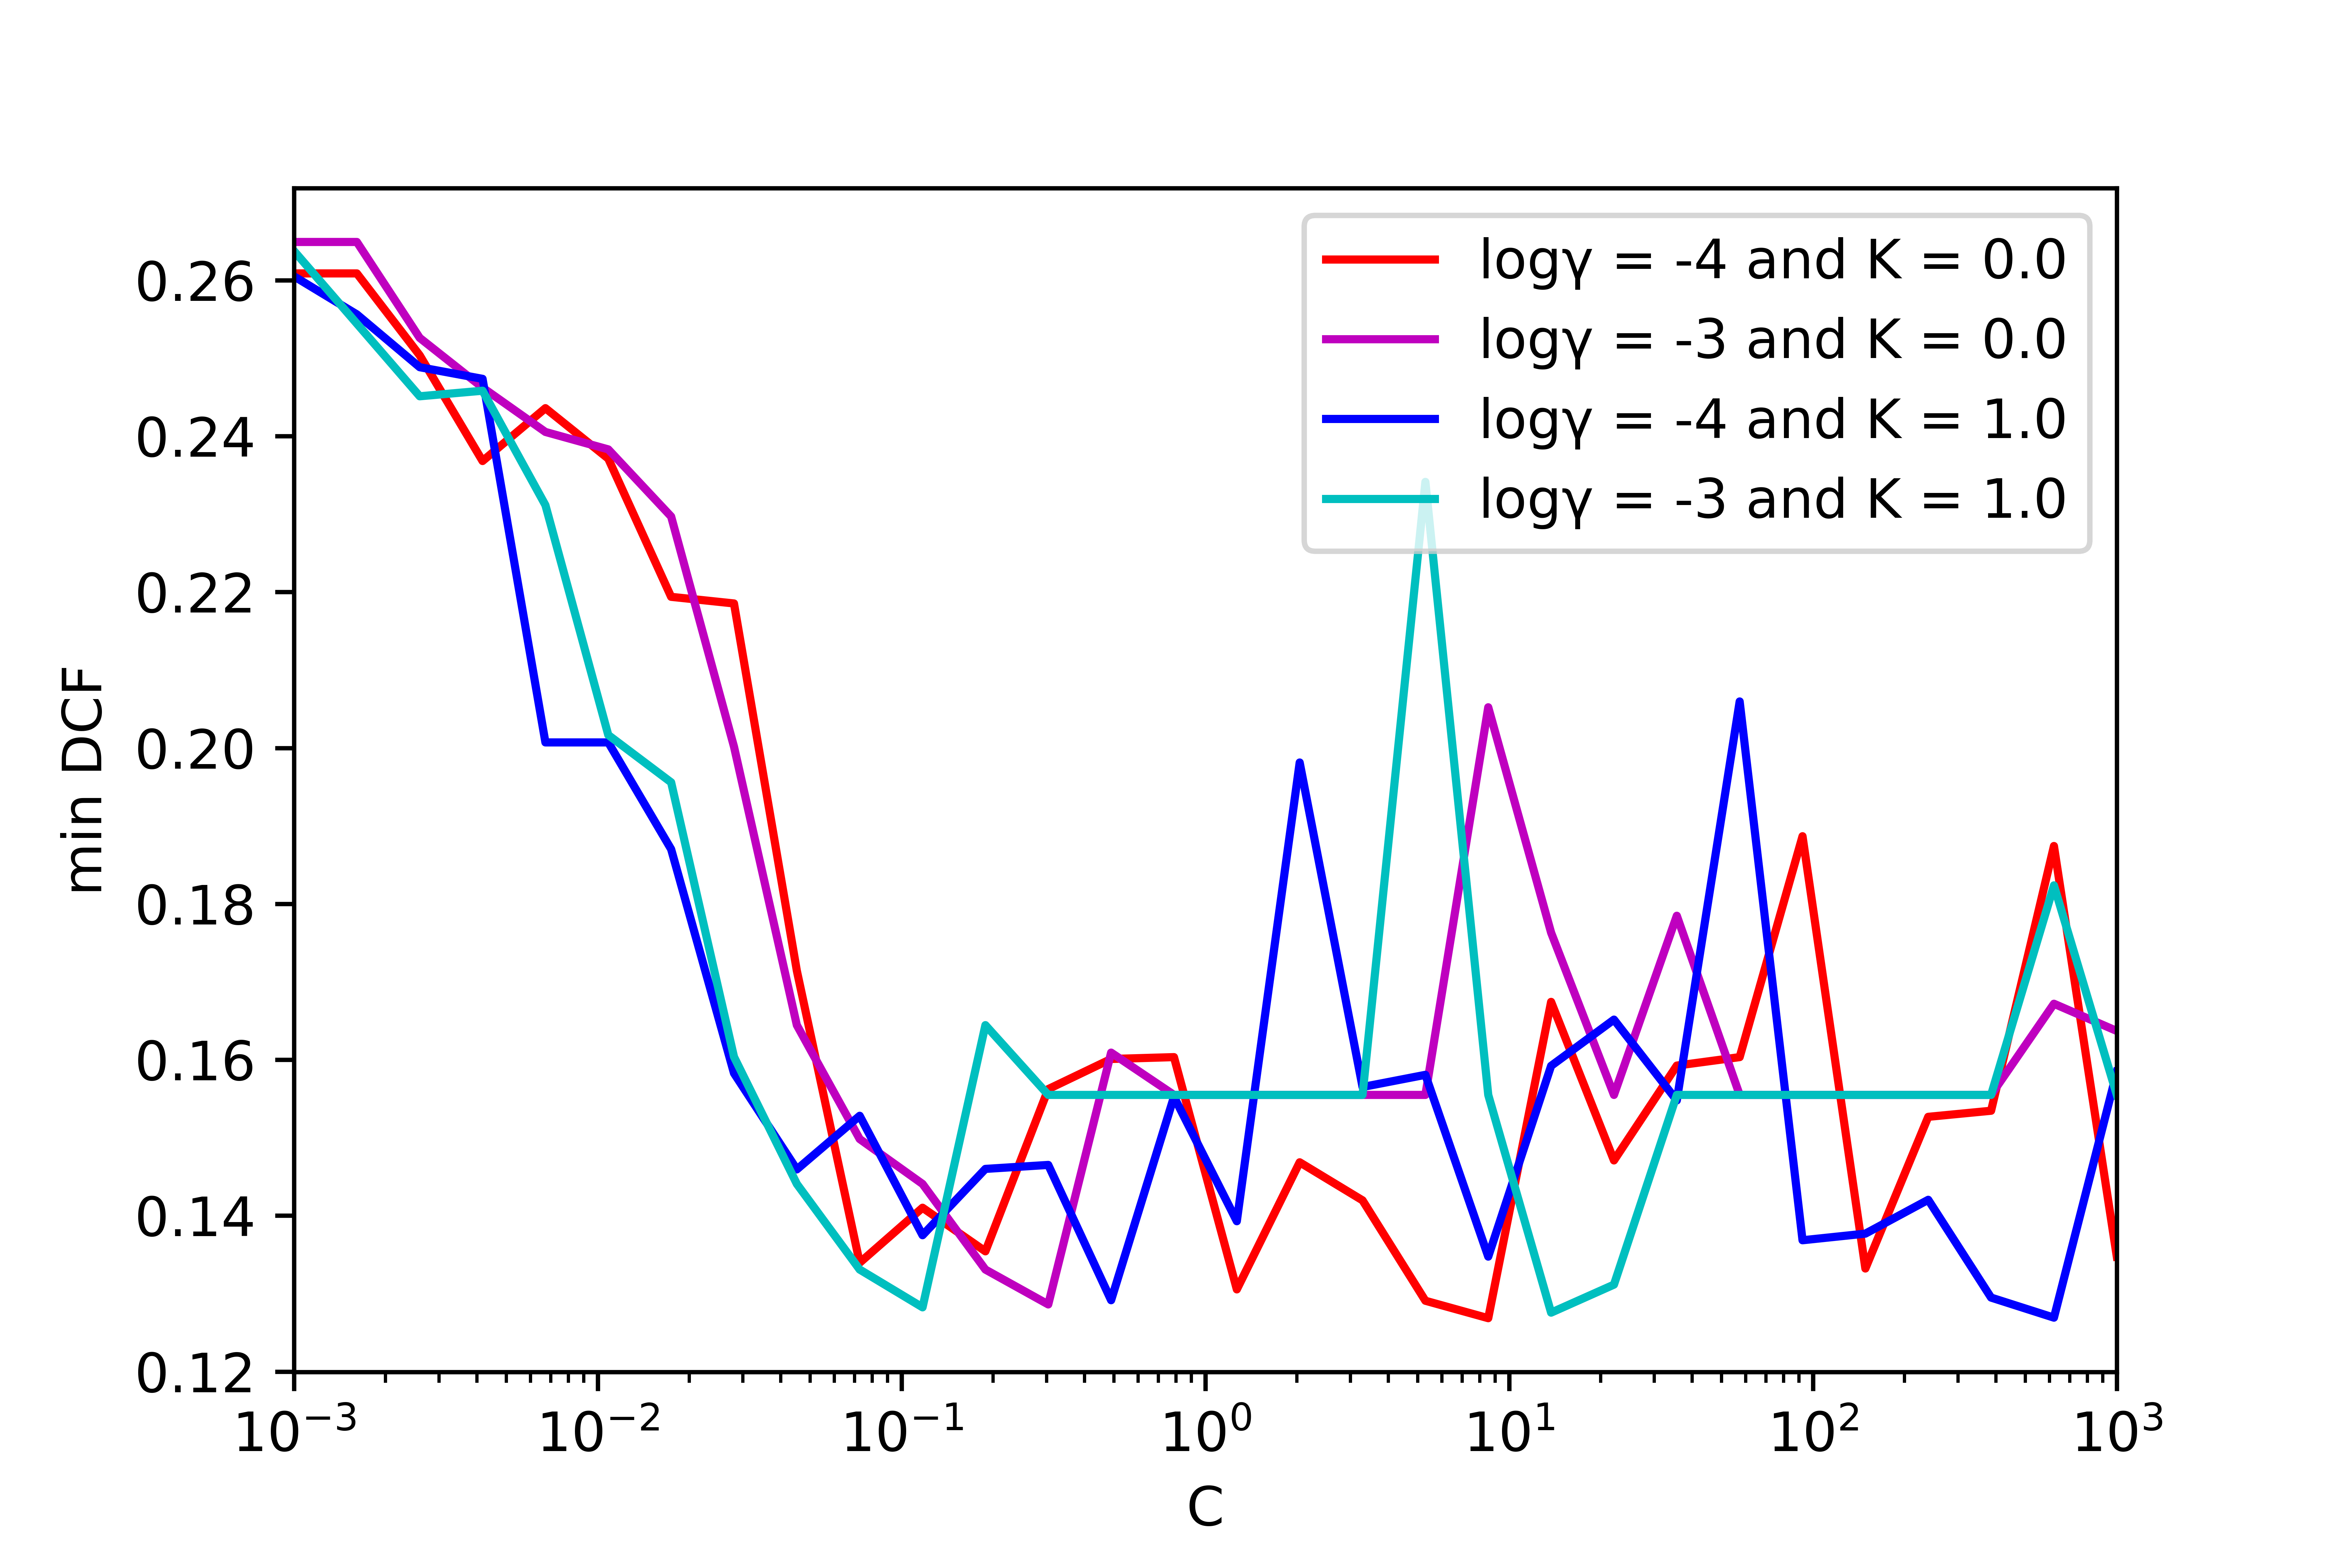 logγ = -4 and K = 0.0
logγ = -3 and K = 0.0
logγ = -4 and K = 1.0
logγ = -3 and K = 1.0
min DCF
0.26
0.24
0.22
0.20
0.18
0.16
0.14
0.12
10⁻³ 10⁻² 10⁻¹ 10⁰ 10¹ 10² 10³
C